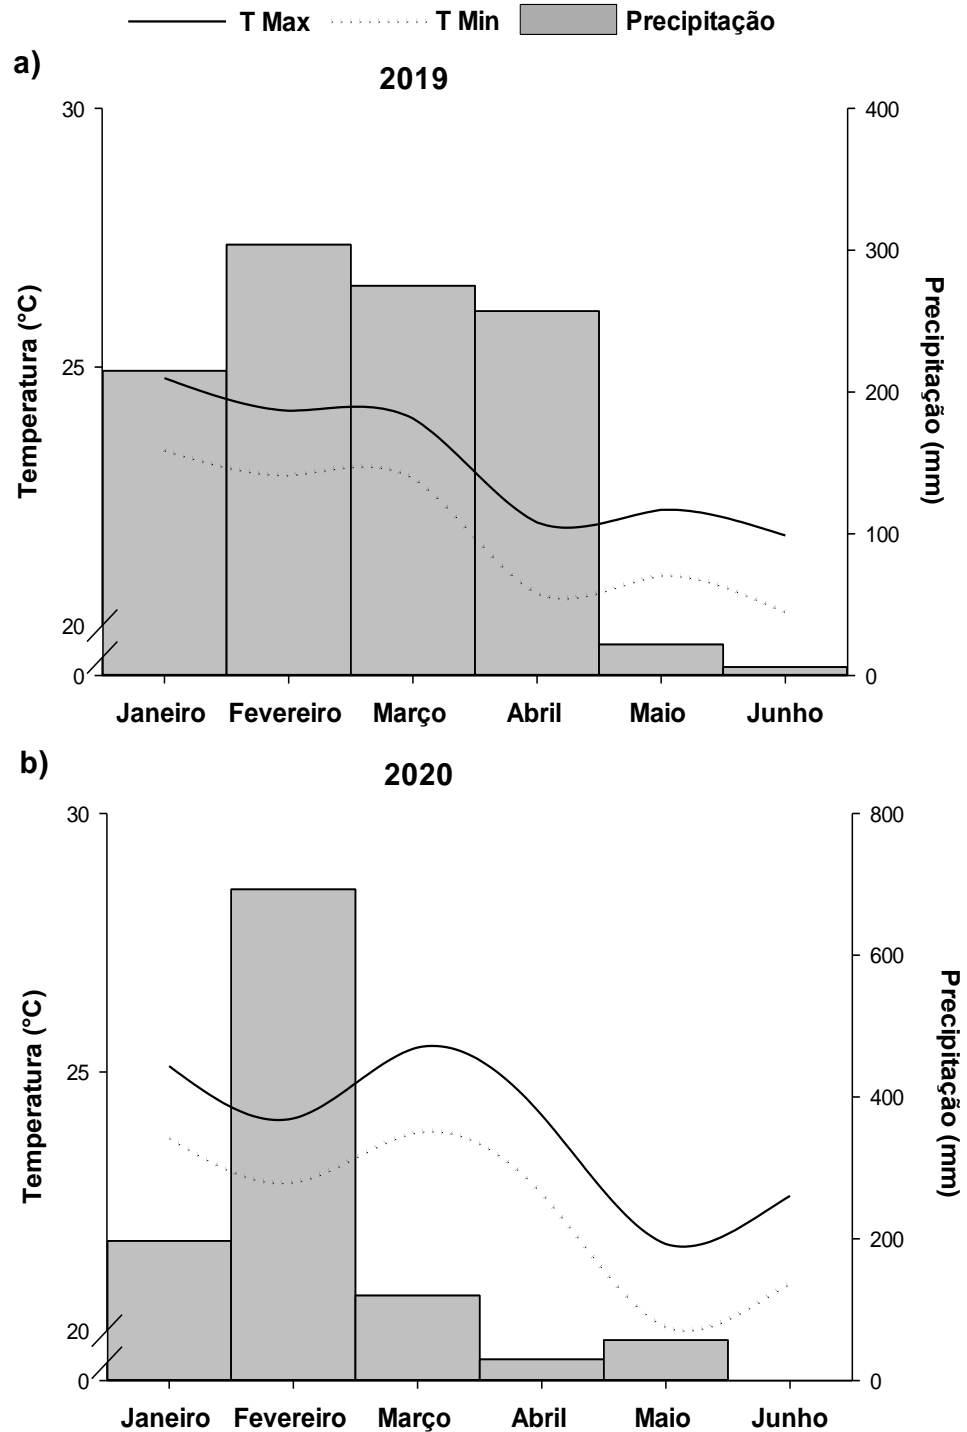 T Max T Min Precipitação
a)
2019
30
25
20
0
Temperatura (°C)
400
300
200
100
0
Precipitação (mm)
Janeiro Fevereiro Março Abril Maio Junho
b)
2020
30
25
20
0
Temperatura (°C)
800
600
400
200
0
Precipitação (mm)
Janeiro Fevereiro Março Abril Maio Junho